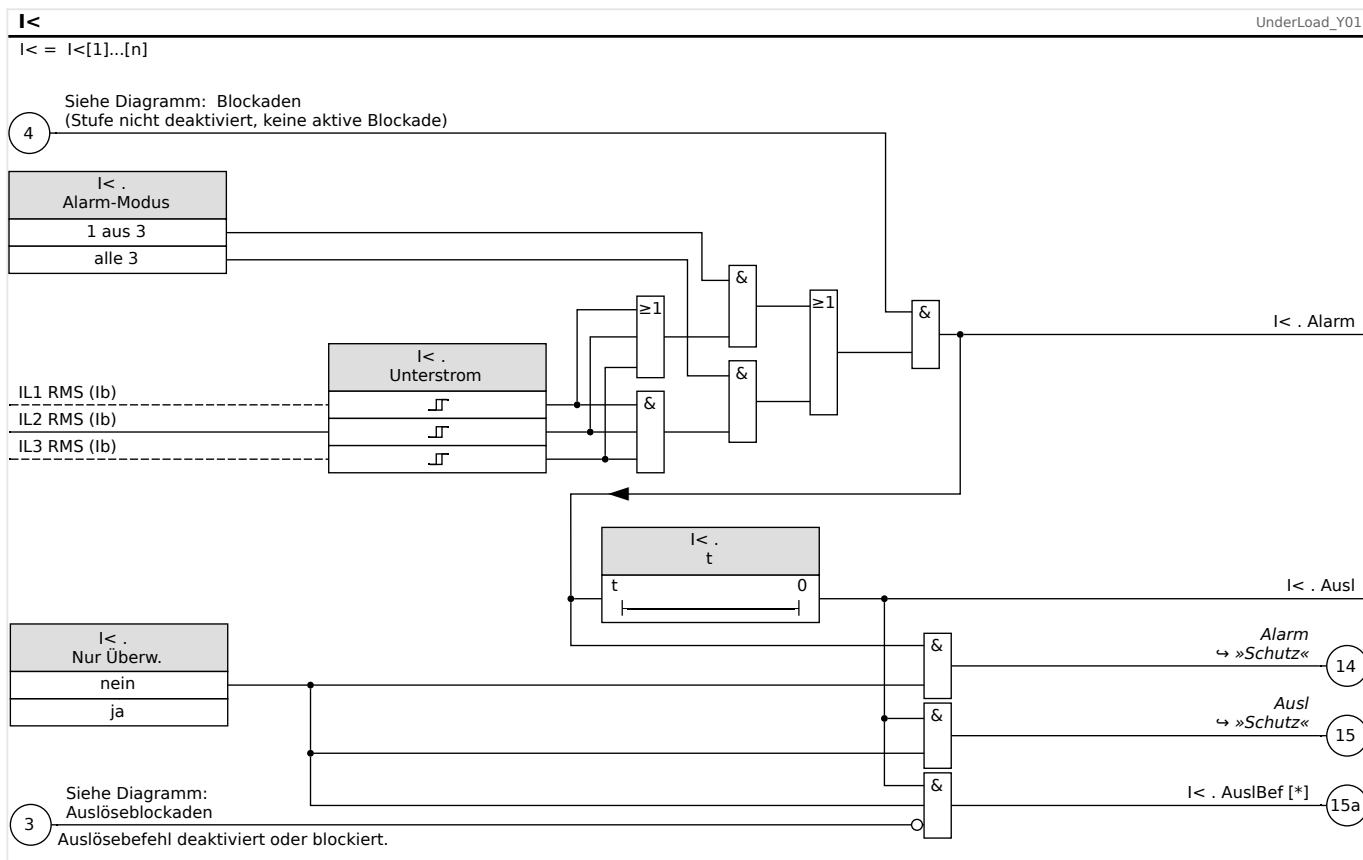 I<
UnderLoad_Y01
I< = I<[1]...[n]
Siehe Diagramm: Blockaden
(Stufe nicht deaktiviert, keine aktive Blockade)
4
I< .
Alarm-Modus
1 aus 3
alle 3
&
≥1
≥1
&
I< . Alarm
I< .
Unterstrom
&
&
IL1 RMS (Ib)
IL2 RMS (Ib)
IL3 RMS (Ib)
I< .
t
t 0
I< . Ausl
I< .
Nur Überw.
nein
ja
&
Alarm
↪ »Schutz«
14
&
Ausl
↪ »Schutz«
15
&
I< . AuslBef [*]
15a
Siehe Diagramm:
Auslöseblockaden
3
Auslösebefehl deaktiviert oder blockiert.